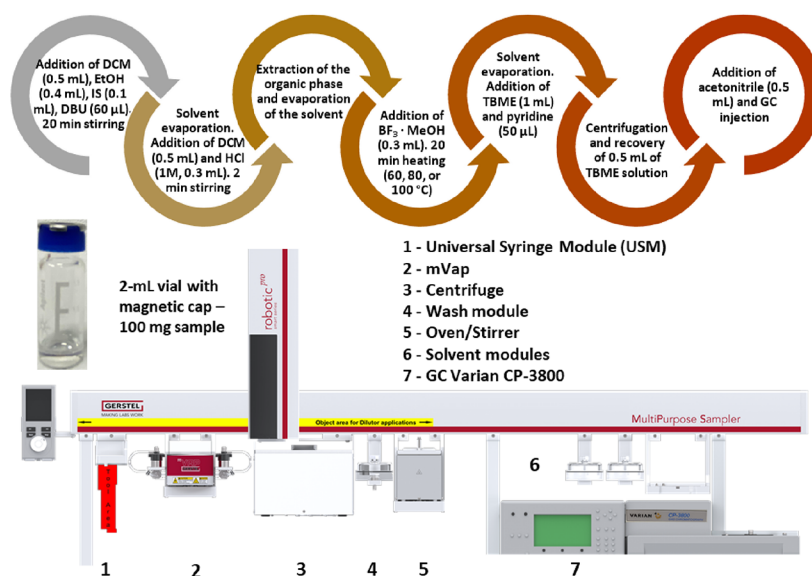 Addition of DCM
(0.5 mL), EtOH
(0.4 mL), IS (0.1
mL), DBU (60 µL).
20 min stirring
Solvent
evaporation.
Addition of DCM
(0.5 mL) and HCl
(1M, 0.3 mL). 2
min stirring
Extraction of the
organic phase
and evaporation
of the solvent
Addition of
BF₃ · MeOH
(0.3 mL). 20
min heating
(60, 80, or
100 °C)
Solvent
evaporation.
Addition of
TBME (1 mL)
and pyridine
(50 µL)
Centrifugation
and recovery
of 0.5 mL of
TBME solution
Addition of
acetonitrile (0.5
mL) and GC
injection
2-mL vial with
magnetic cap –
100 mg sample
robotic pro
1 - Universal Syringe Module (USM)
2 - mVap
3 - Centrifuge
4 - Wash module
5 - Oven/Stirrer
6 - Solvent modules
7 - GC Varian CP-3800
GERSTEL
MAKING LABS WORK
Object area for Dilutor applications
MultiPurpose Sampler
6
VARIAN
CP-3800
1 2 3 4 5 7